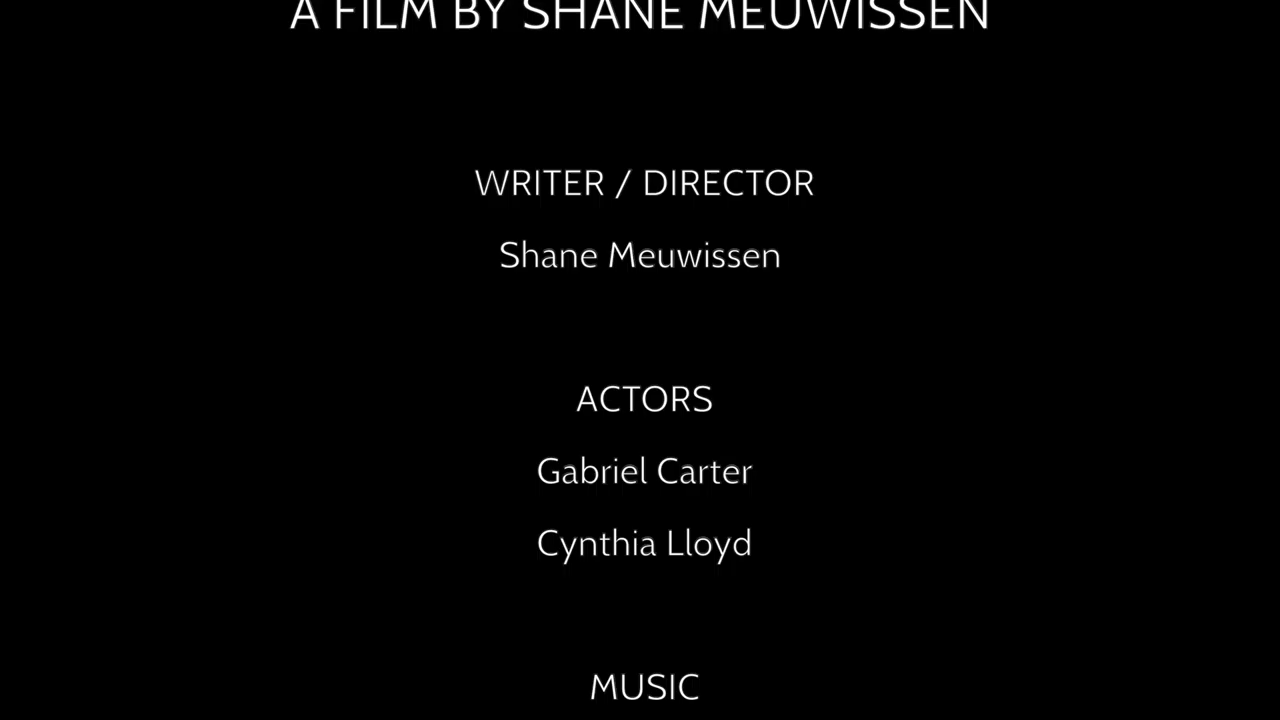 A FILM BY SHANE MEUWISSEN
WRITER / DIRECTOR
Shane Meuwissen
ACTORS
Gabriel Carter
Cynthia Lloyd
MUSIC